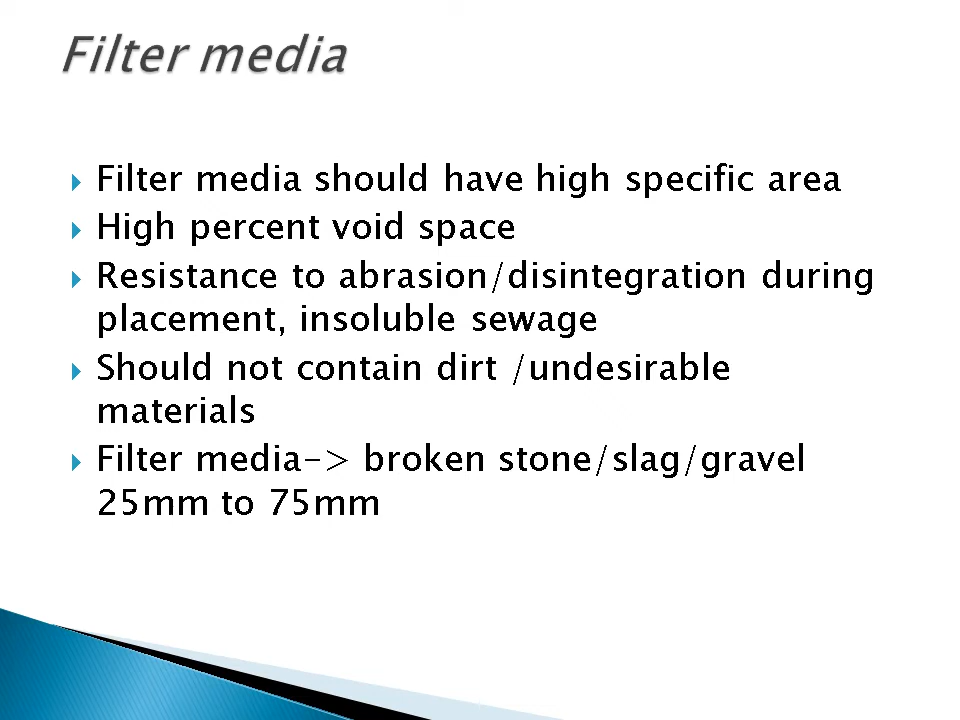 Filter media
Filter media should have high specific area
High percent void space
Resistance to abrasion/disintegration during
placement, insoluble sewage
Should not contain dirt /undesirable
materials
Filter media-> broken stone/slag/gravel
25mm to 75mm